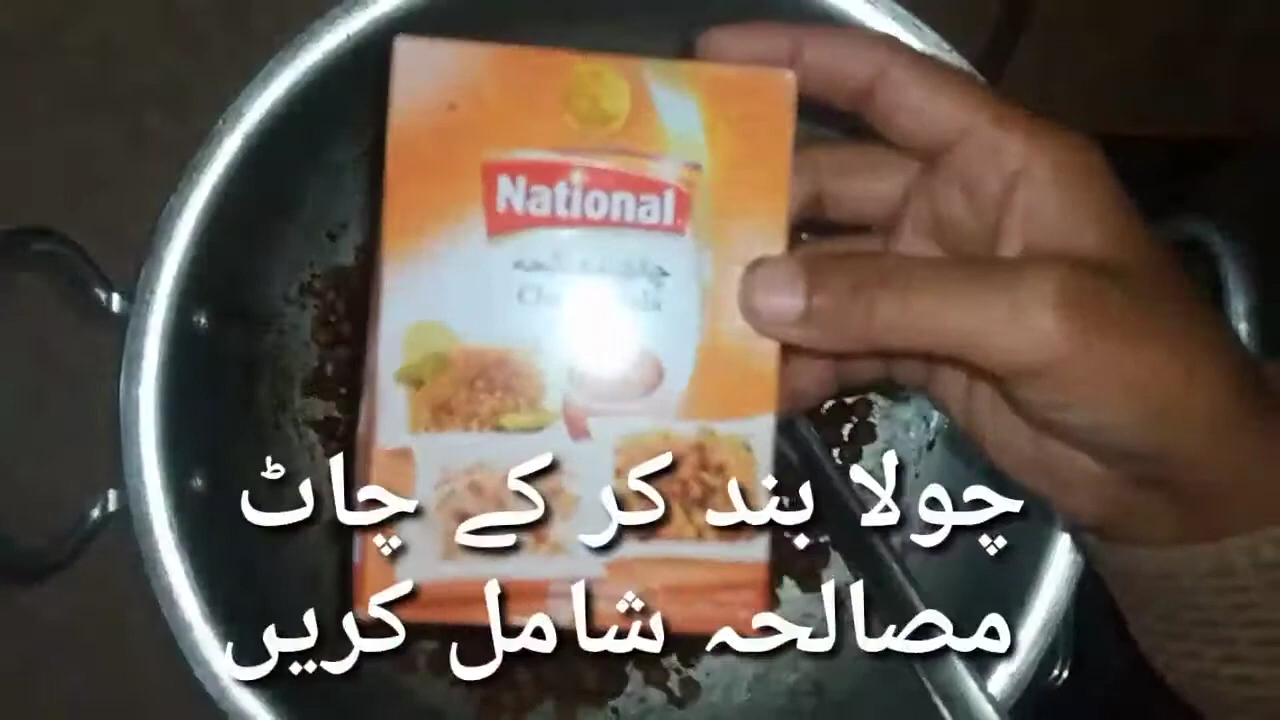 National
چولا بند کر کے چاٹ
مصالحہ شامل کریں